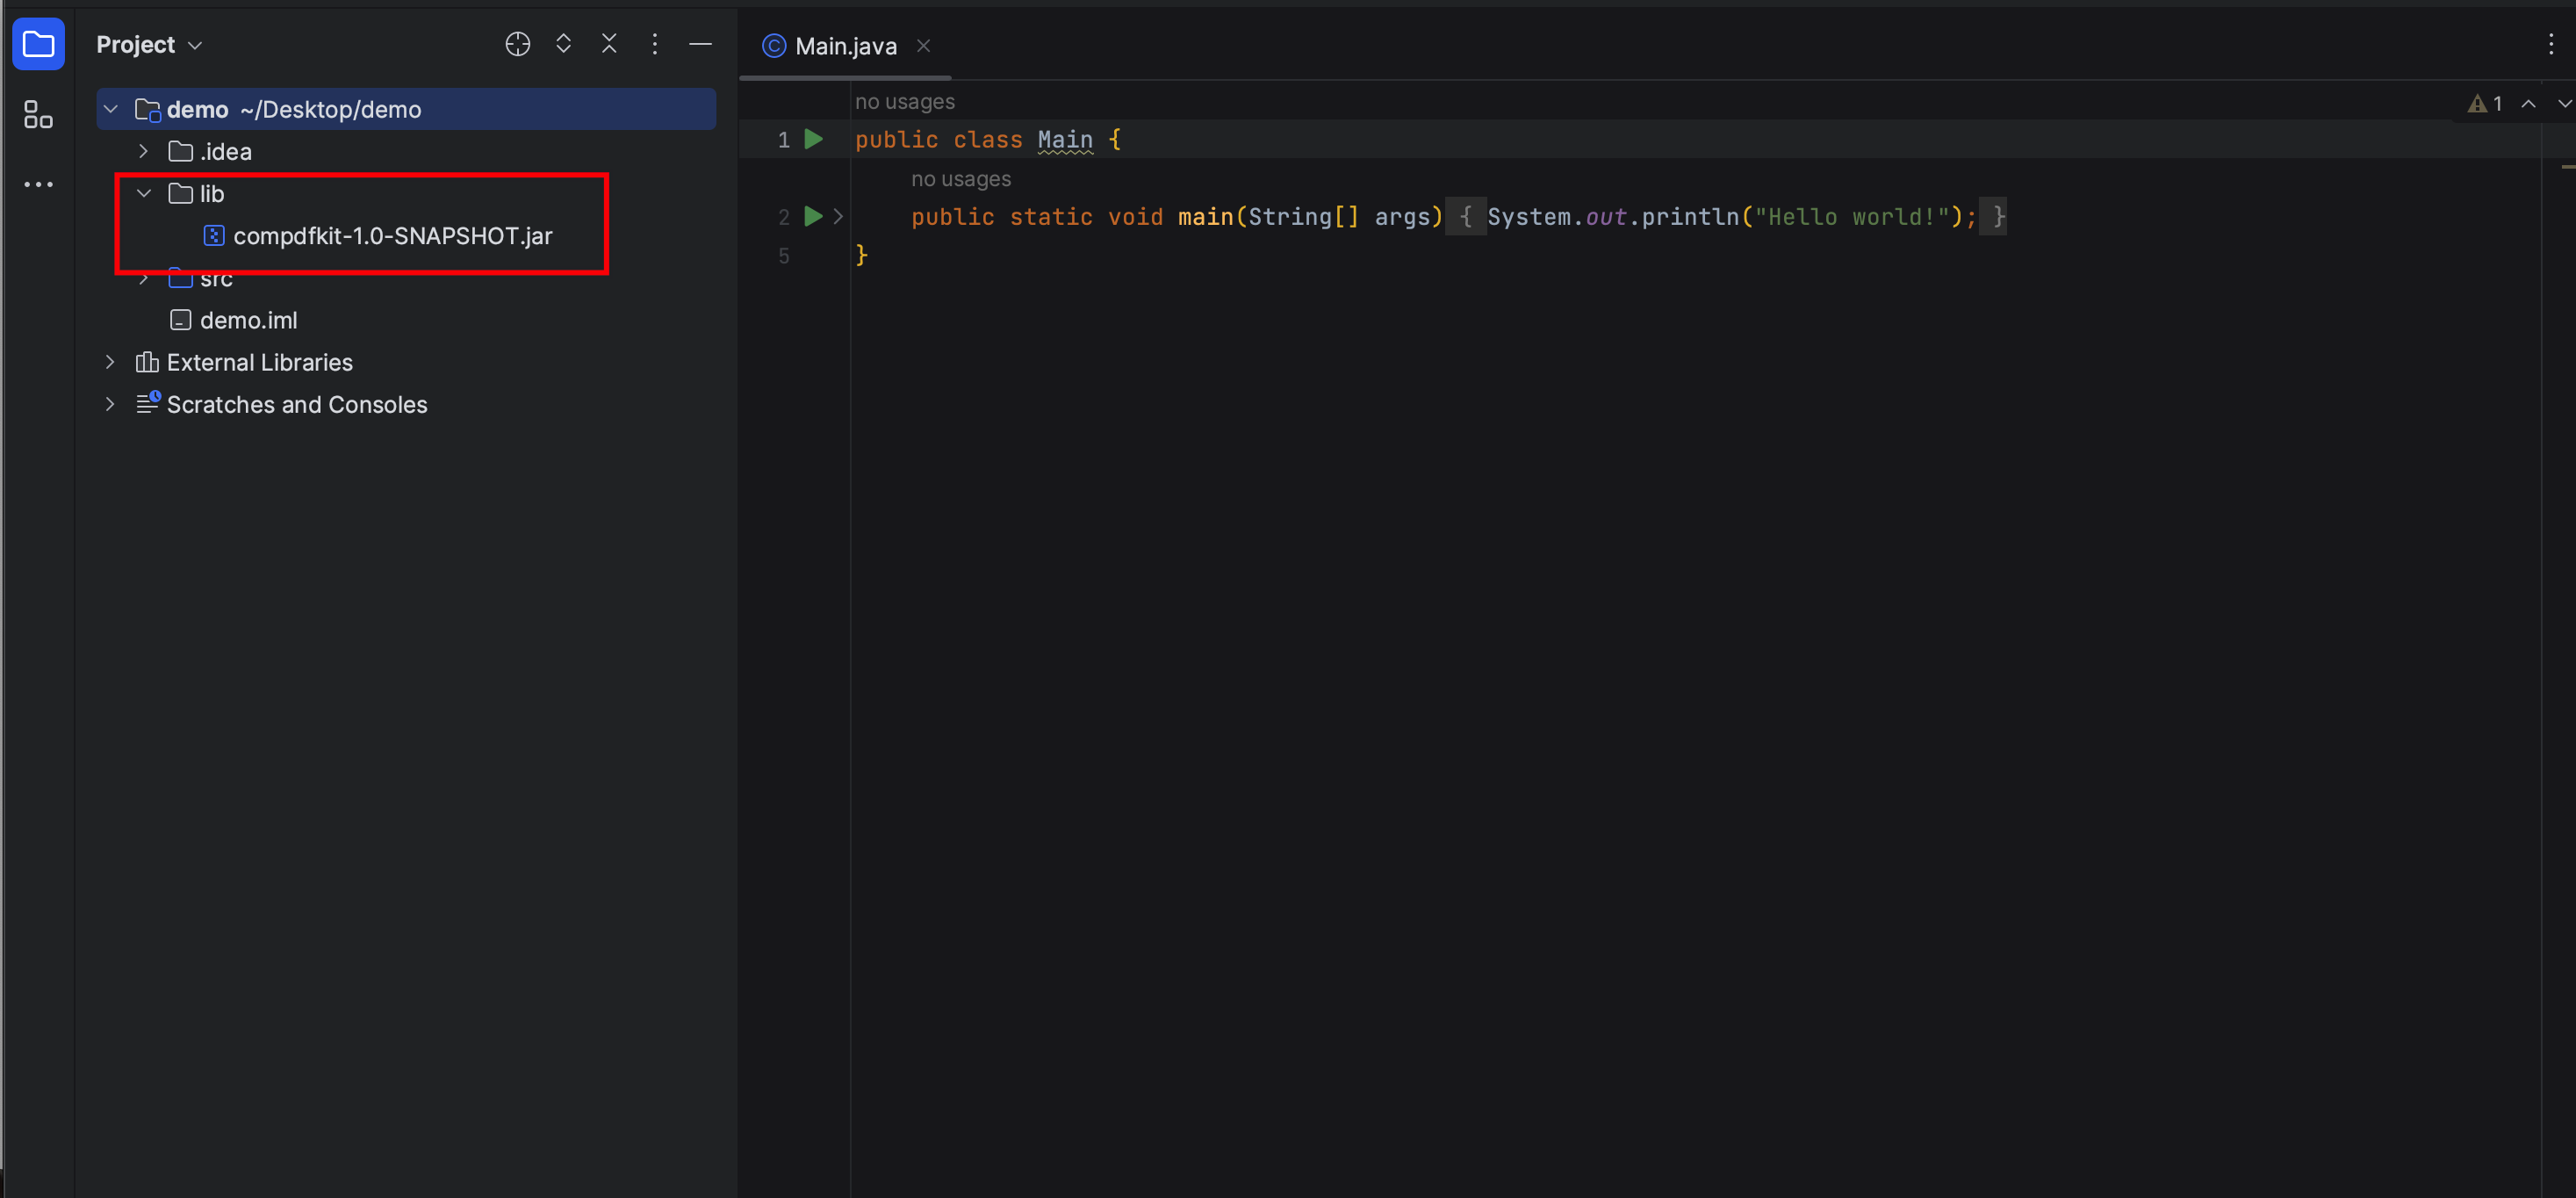 Project
Main.java
demo ~/Desktop/demo
.idea
lib
compdfkit-1.0-SNAPSHOT.jar
src
demo.iml
External Libraries
Scratches and Consoles
no usages
1
1 public class Main {
no usages
2 public static void main(String[] args) { System.out.println("Hello world!"); }
5 }